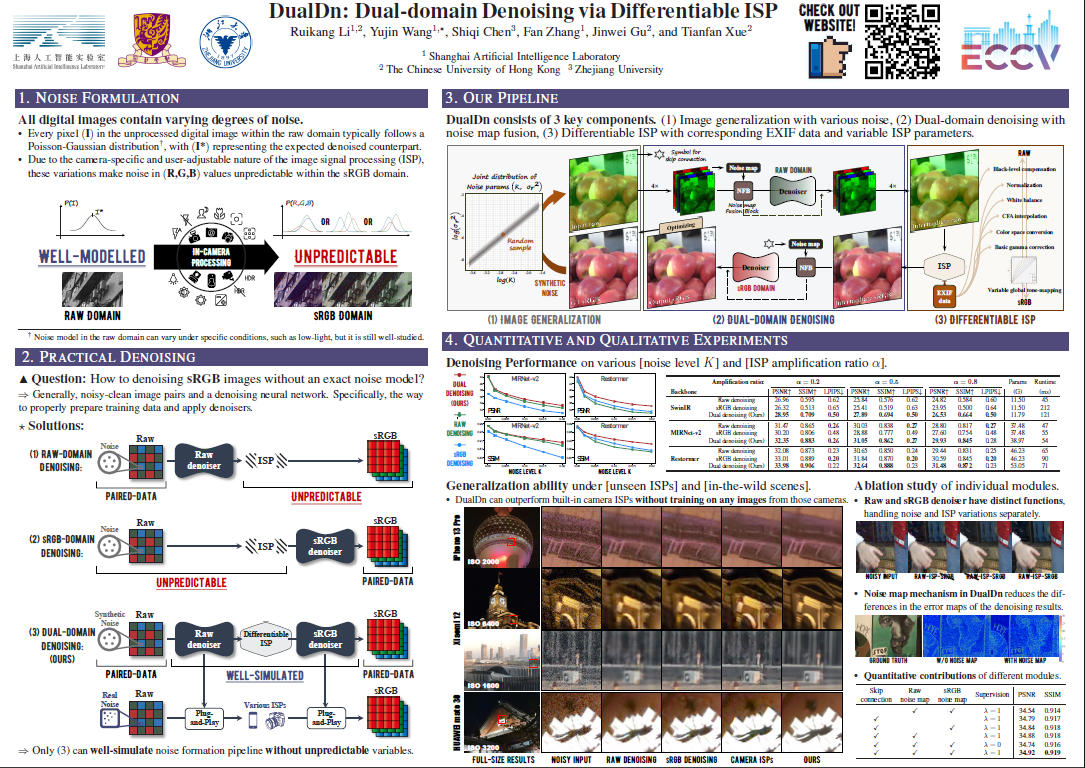 DualDn: Dual-domain Denoising via Differentiable ISP
Ruikang Li1,2, Yujin Wang1,*, Shiqi Chen3, Fan Zhang1, Jinwei Gu2, and Tianfan Xue2
1 Shanghai Artificial Intelligence Laboratory
2 The Chinese University of Hong Kong 3 Zhejiang University
上海人工智能实验室
Shanghai Artificial Intelligence Laboratory
ZHEJIANG UNIVERSITY
CHECK OUT
WEBSITE!
ECCV
1. NOISE FORMULATION
All digital images contain varying degrees of noise.
• Every pixel (I) in the unprocessed digital image within the raw domain typically follows a
Poisson-Gaussian distribution†, with (I*) representing the expected denoised counterpart.
• Due to the camera-specific and user-adjustable nature of the image signal processing (ISP),
these variations make noise in (R,G,B) values unpredictable within the sRGB domain.
P(I)
I*
P(R,G,B)
OR OR
WELL-MODELLED
IN-CAMERA
PROCESSING
UNPREDICTABLE
HDR
RAW DOMAIN
sRGB DOMAIN
† Noise model in the raw domain can vary under specific conditions, such as low-light, but it is still well-studied.
2. PRACTICAL DENOISING
▲ Question: How to denoising sRGB images without an exact noise model?
⇒ Generally, noisy-clean image pairs and a denoising neural network. Specifically, the way
to properly prepare training data and apply denoisers.
⋆ Solutions:
(1) RAW-DOMAIN
DENOISING:
Noise
Raw
Raw
denoiser
ISP
sRGB
PAIRED-DATA
UNPREDICTABLE
(2) sRGB-DOMAIN
DENOISING:
Noise
Raw
ISP
sRGB
denoiser
sRGB
UNPREDICTABLE
PAIRED-DATA
(3) DUAL-DOMAIN
DENOISING:
(OURS)
Synthetic
Noise
Raw
Raw
denoiser
Differentiable
ISP
sRGB
denoiser
sRGB
PAIRED-DATA
WELL-SIMULATED
PAIRED-DATA
Real
Noise
Raw
Plug-
and-Play
Various ISPs
Plug-
and-Play
sRGB
⇒ Only (3) can well-simulate noise formation pipeline without unpredictable variables.
3. OUR PIPELINE
DualDn consists of 3 key components. (1) Image generalization with various noise, (2) Dual-domain denoising with
noise map fusion, (3) Differentiable ISP with corresponding EXIF data and variable ISP parameters.
Joint distribution of
Noise params (K, σr2)
log(σr2)
Random
sample
log(K)
SYNTHETIC
NOISE
4×
Symbol for
skip connection
Noise map
NFB
Noise map
Fusion Block
RAW DOMAIN
Denoiser
4×
Optimizing
Noise map
Denoiser
NFB
sRGB DOMAIN
RAW
Black-level compensation
Normalization
White balance
CFA interpolation
Color space conversion
Basic gamma correction
ISP
EXIF
data
Variable global tone-mapping
sRGB
(1) IMAGE GENERALIZATION
(2) DUAL-DOMAIN DENOISING
(3) DIFFERENTIABLE ISP
4. QUANTITATIVE AND QUALITATIVE EXPERIMENTS
Denoising Performance on various [noise level K] and [ISP amplification ratio α].
DUAL
DENOISING
(OURS)
RAW
DENOISING
sRGB
DENOISING
MIRNet-v2
PSNR
Restormer
PSNR
MIRNet-v2
SSIM
Restormer
SSIM
NOISE LEVEL K
NOISE LEVEL K
Amplification ratio: α = 0.2 α = 0.5 α = 0.8 Params Runtime
Backbone PSNR↑ SSIM↑ LPIPS↓ PSNR↑ SSIM↑ LPIPS↓ PSNR↑ SSIM↑ LPIPS↓ (G) (ms)
Raw denoising 26.96 0.595 0.62 25.84 0.576 0.62 24.82 0.584 0.60 11.50 45
SwinIR sRGB denoising 26.32 0.513 0.65 25.41 0.519 0.63 23.95 0.500 0.64 11.50 212
Dual denoising (Ours) 28.95 0.709 0.50 27.89 0.694 0.50 26.53 0.664 0.50 11.79 121
Raw denoising 31.47 0.865 0.26 30.03 0.838 0.27 28.80 0.817 0.27 37.48 47
MIRNet-v2 sRGB denoising 30.20 0.806 0.48 28.88 0.777 0.49 27.60 0.754 0.48 37.48 55
Dual denoising (Ours) 32.35 0.883 0.26 31.05 0.862 0.27 29.93 0.845 0.28 38.97 54
Raw denoising 32.08 0.873 0.23 30.65 0.850 0.24 29.44 0.831 0.25 46.23 65
Restormer sRGB denoising 33.01 0.889 0.20 31.84 0.870 0.20 30.59 0.845 0.20 46.23 90
Dual denoising (Ours) 33.98 0.906 0.22 32.64 0.888 0.23 31.48 0.872 0.23 53.05 71
Generalization ability under [unseen ISPs] and [in-the-wild scenes].
• DualDn can outperform built-in camera ISPs without training on any images from those cameras.
iPhone 13 Pro
ISO 2000
Xiaomi 12
ISO 6400
ISO 1600
HUAWEI mate 30
ISO 3200
FULL-SIZE RESULTS
NOISY INPUT
RAW DENOISING
sRGB DENOISING
CAMERA ISPs
OURS
Ablation study of individual modules.
• Raw and sRGB denoiser have distinct functions,
handling noise and ISP variations separately.
NOISY INPUT
RAW-ISP-SRGB
RAW-ISP-SRGB
RAW-ISP-SRGB
• Noise map mechanism in DualDn reduces the dif-
ferences in the error maps of the denoising results.
GROUND TRUTH
W/O NOISE MAP
WITH NOISE MAP
• Quantitative contributions of different modules.
Skip
connection
Raw
noise map
sRGB
noise map
Supervision PSNR SSIM
✓ ✓ λ = 1 34.54 0.914
✓ λ = 1 34.79 0.917
✓ ✓ λ = 1 34.84 0.918
✓ ✓ λ = 1 34.88 0.918
✓ ✓ ✓ λ = 0 34.74 0.916
✓ ✓ ✓ λ = 1 34.92 0.919